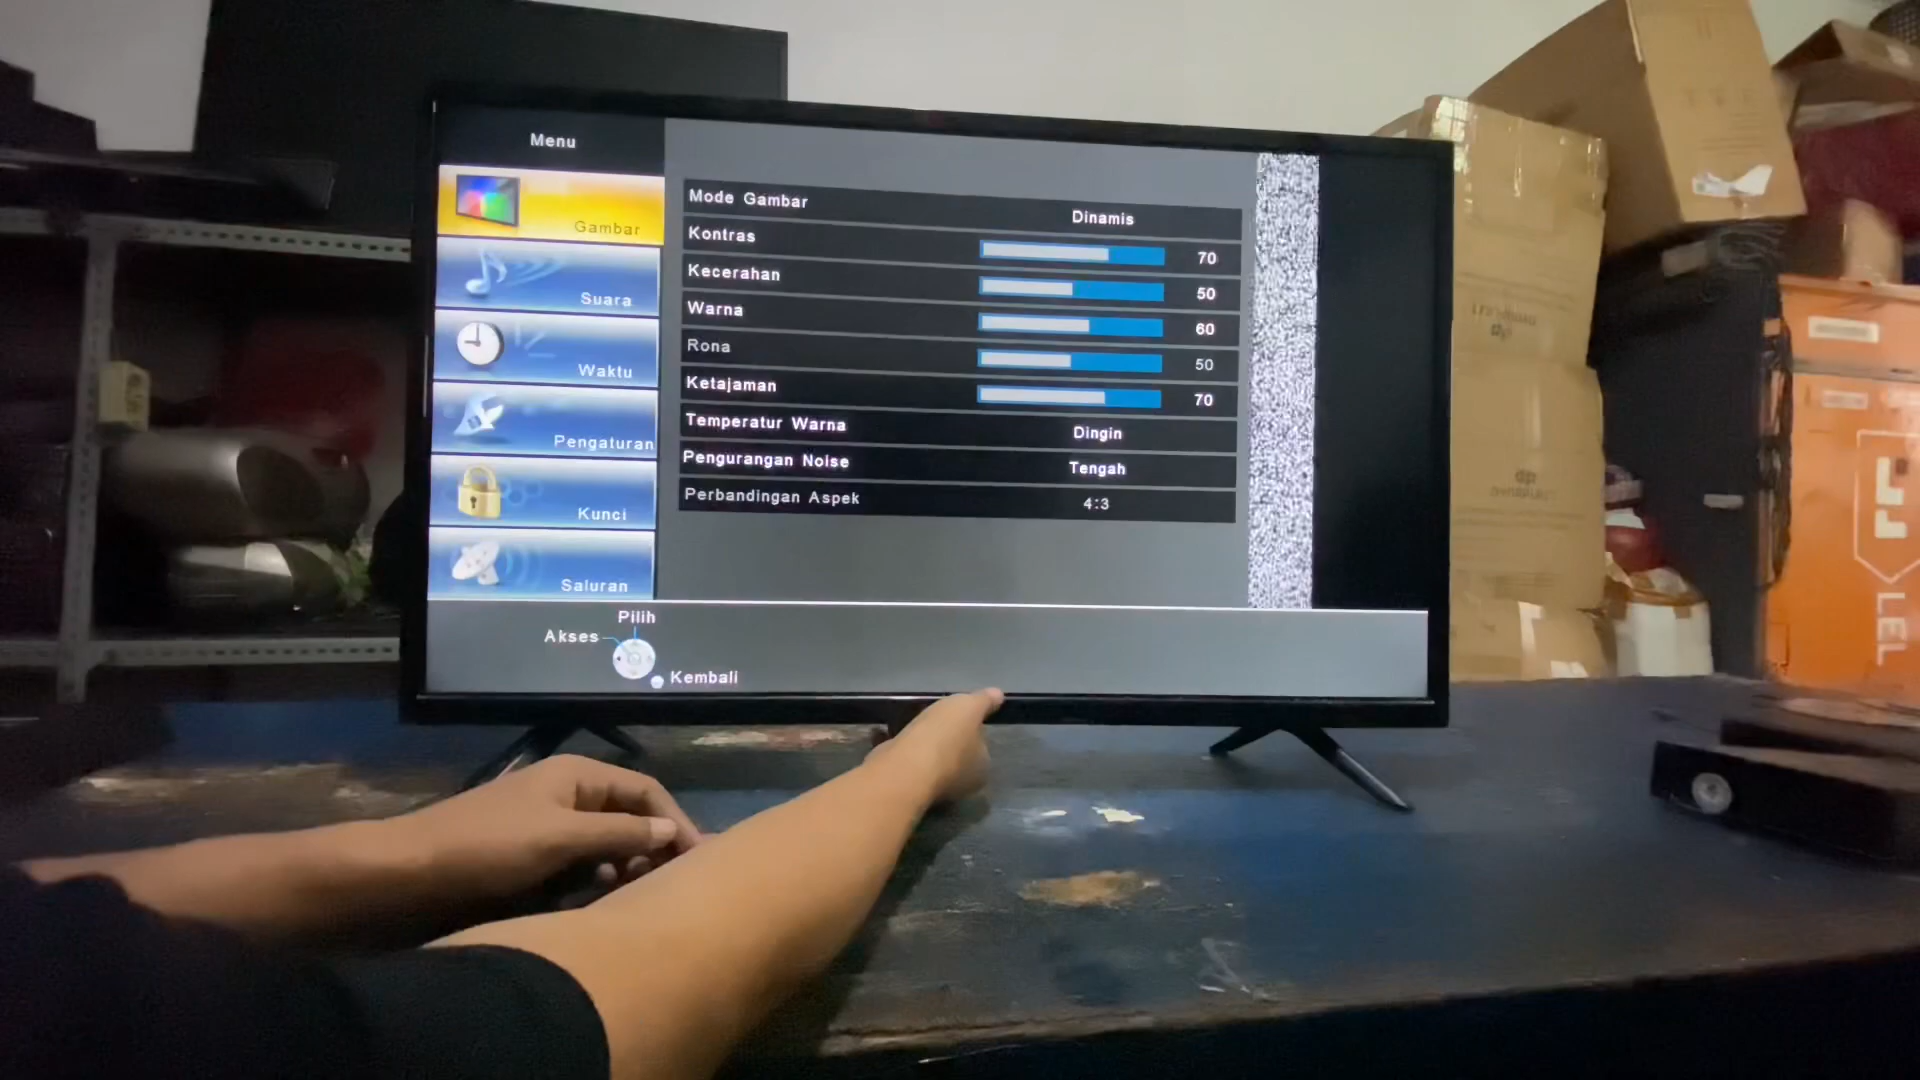 Menu
Gambar
Suara
Waktu
Pengaturan
Kunci
Saluran
Mode Gambar Dinamis
Kontras 70
Kecerahan 50
Warna 60
Rona 50
Ketajaman 70
Temperatur Warna Dingin
Pengurangan Noise Tengah
Perbandingan Aspek 4:3
Pilih
Akses
Kembali
LEL